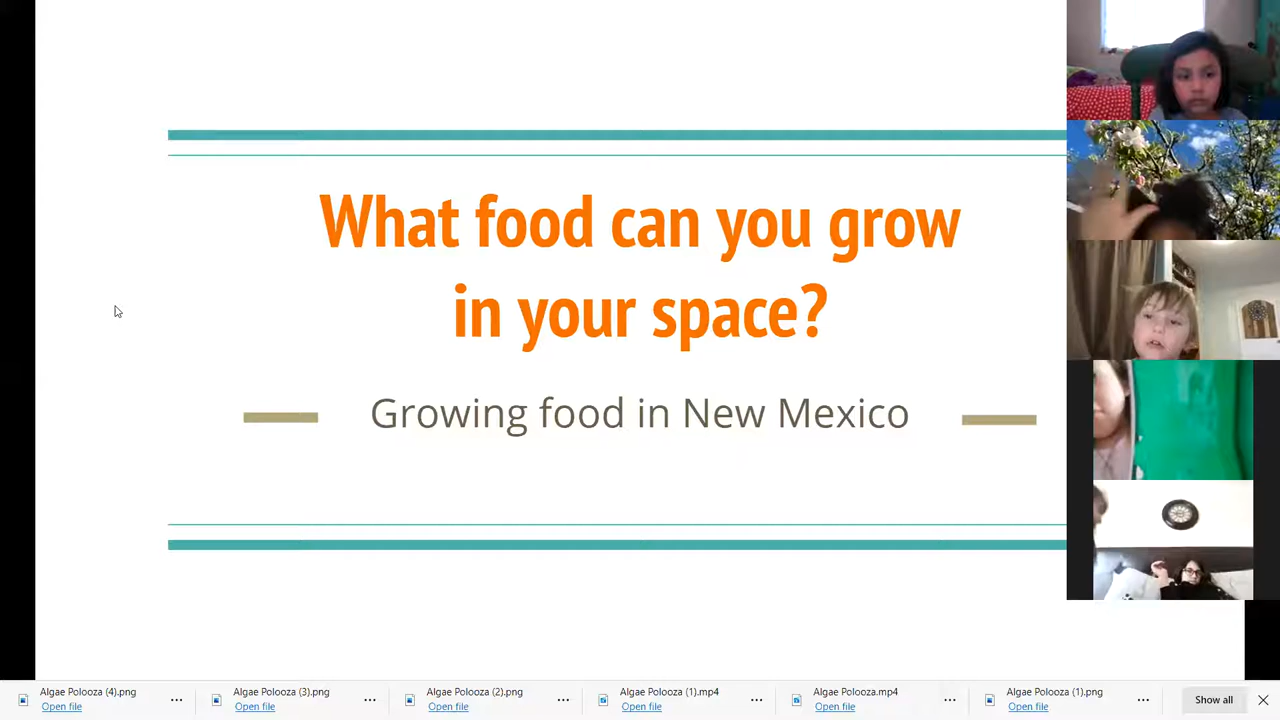 What food can you grow
in your space?
Growing food in New Mexico
Algae Polooza (4).png
Open file
Algae Polooza (3).png
Open file
Algae Polooza (2).png
Open file
Algae Polooza (1).mp4
Open file
Algae Polooza.mp4
Open file
Algae Polooza (1).png
Open file
Show all